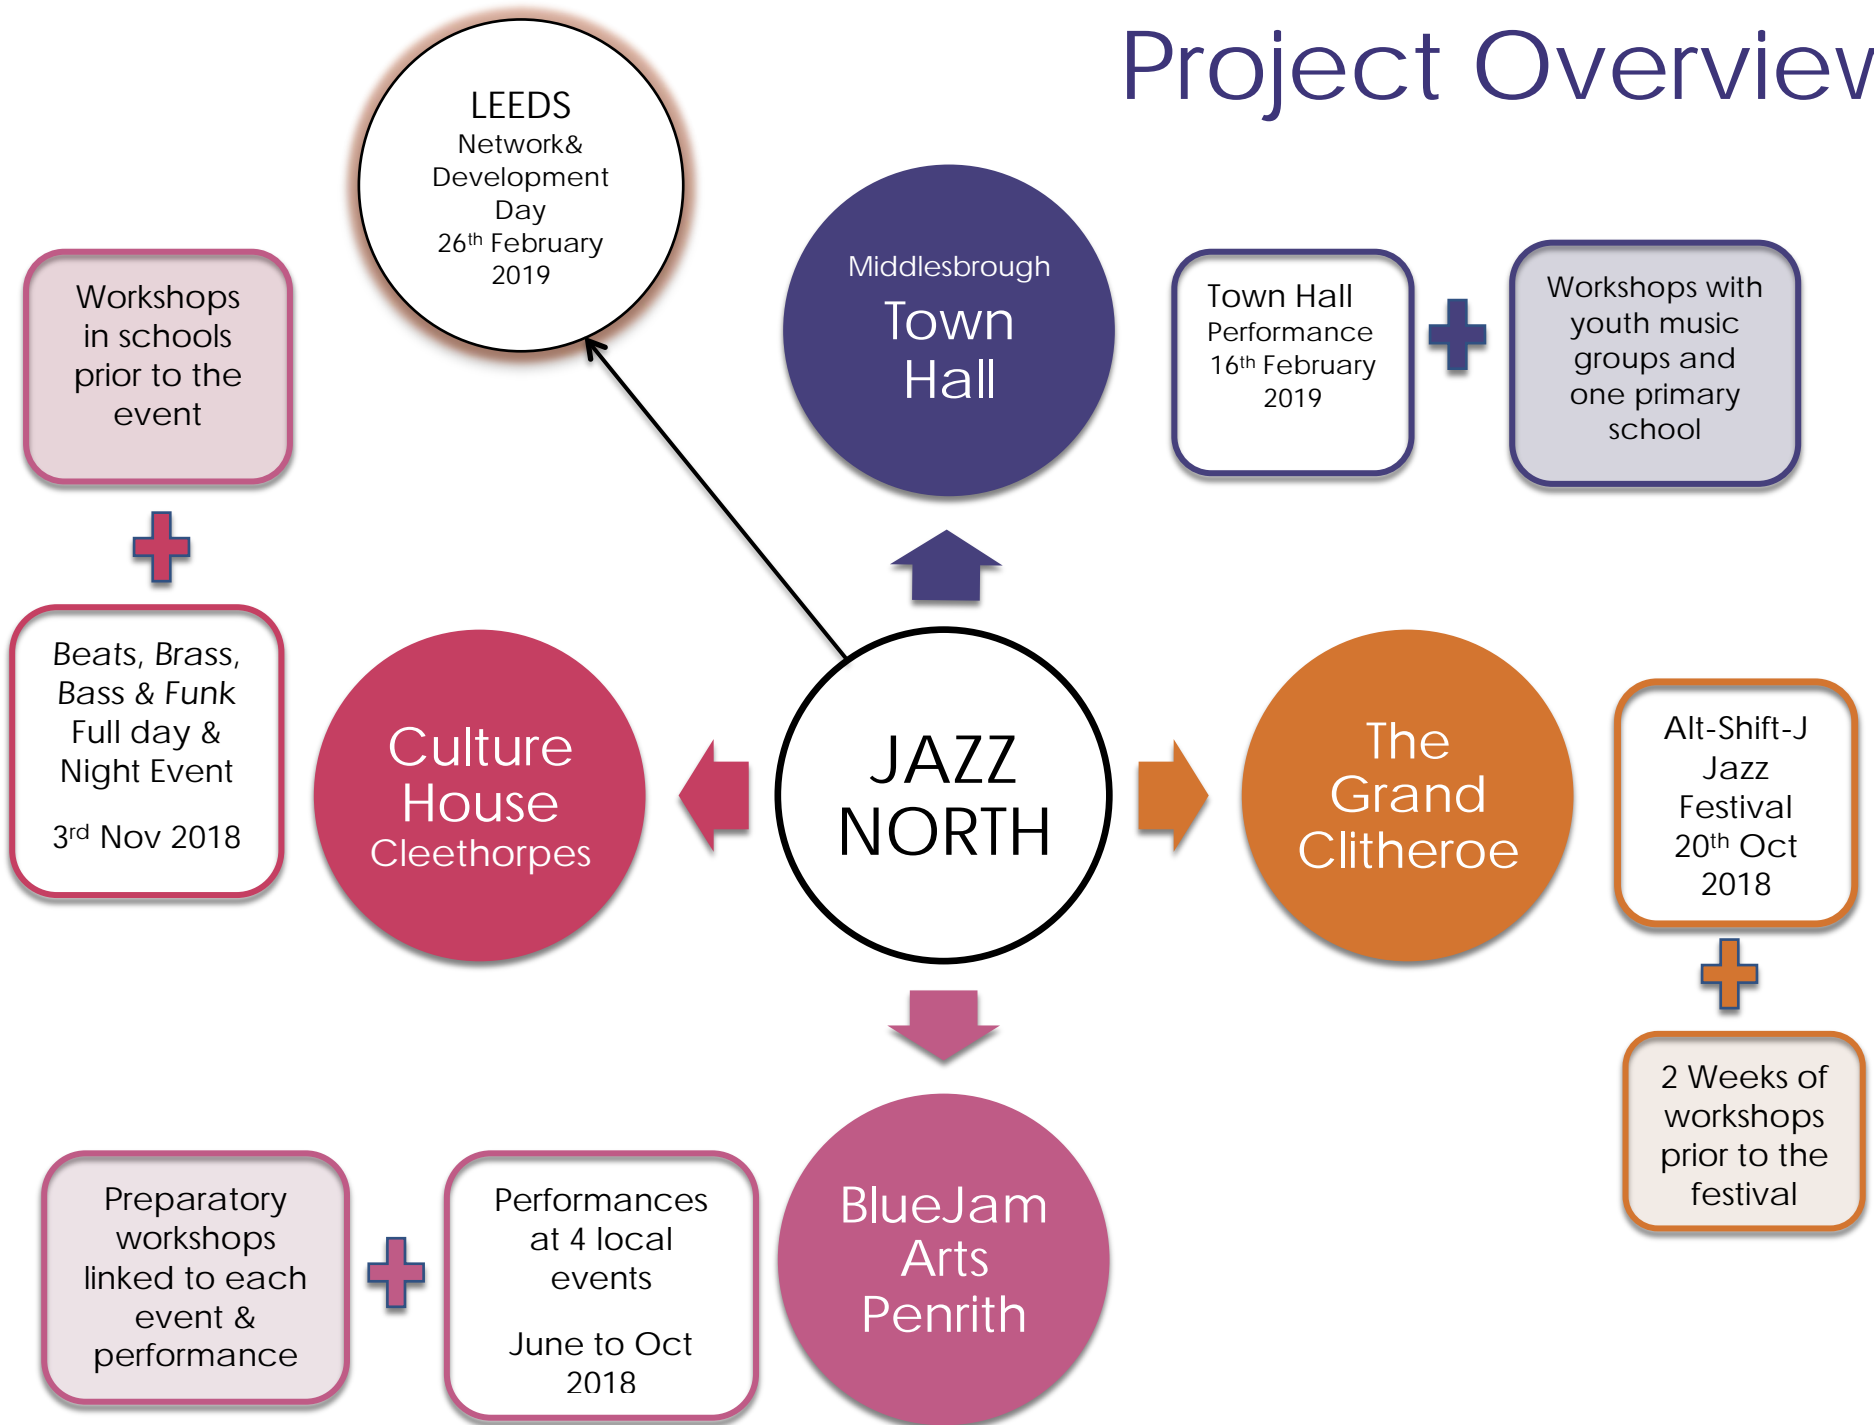 Project Overview
LEEDS
Network&
Development
Day
26th February
2019
Middlesbrough
Town
Hall
Town Hall
Performance
16th February
2019
Workshops with
youth music
groups and
one primary
school
Workshops
in schools
prior to the
event
Beats, Brass,
Bass & Funk
Full day &
Night Event
3rd Nov 2018
Culture
House
Cleethorpes
JAZZ
NORTH
The
Grand
Clitheroe
Alt-Shift-J
Jazz
Festival
20th Oct
2018
2 Weeks of
workshops
prior to the
festival
Preparatory
workshops
linked to each
event &
performance
Performances
at 4 local
events
June to Oct
2018
BlueJam
Arts
Penrith